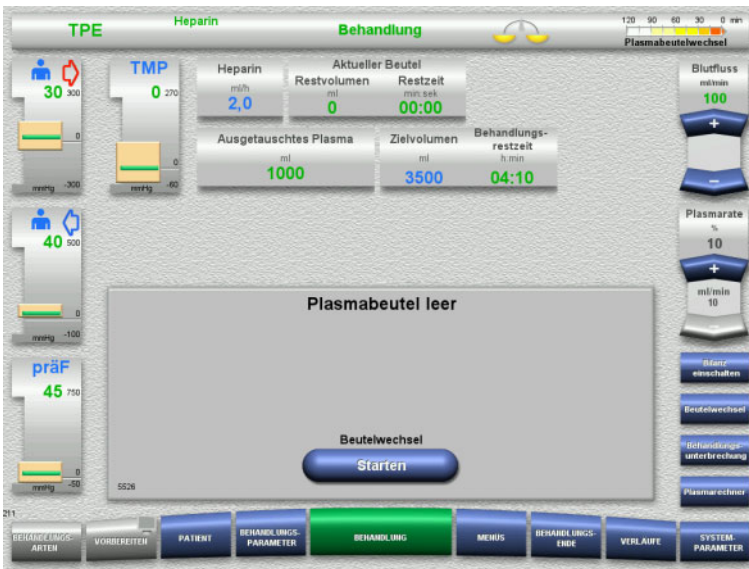 TPE
Heparin
Behandlung
120 90 60 30 0 min
Plasmabeutelwechsel
30 300
0
mmHg -300
TMP
0 270
0
mmHg -60
Heparin
ml/h
2,0
Aktueller Beutel
Restvolumen Restzeit
ml min:sek
0 00:00
Ausgetauschtes Plasma
ml
1000
Zielvolumen
ml
3500
Behandlungs-
restzeit
h:min
04:10
Blutfluss
ml/min
100
+
–
40 500
0
mmHg -100
Plasmarate
%
10
+
ml/min
10
–
präF
45 750
0
mmHg -50
Plasmabeutel leer
Beutelwechsel
Starten
5526
Bilanz
einschalten
Beutelwechsel
Behandlungs-
unterbrechung
Plasmarechner
211
BEHANDLUNGS-
ARTEN
VORBEREITEN
PATIENT
BEHANDLUNGS-
PARAMETER
BEHANDLUNG
MENÜS
BEHANDLUNGS-
ENDE
VERLÄUFE
SYSTEM-
PARAMETER